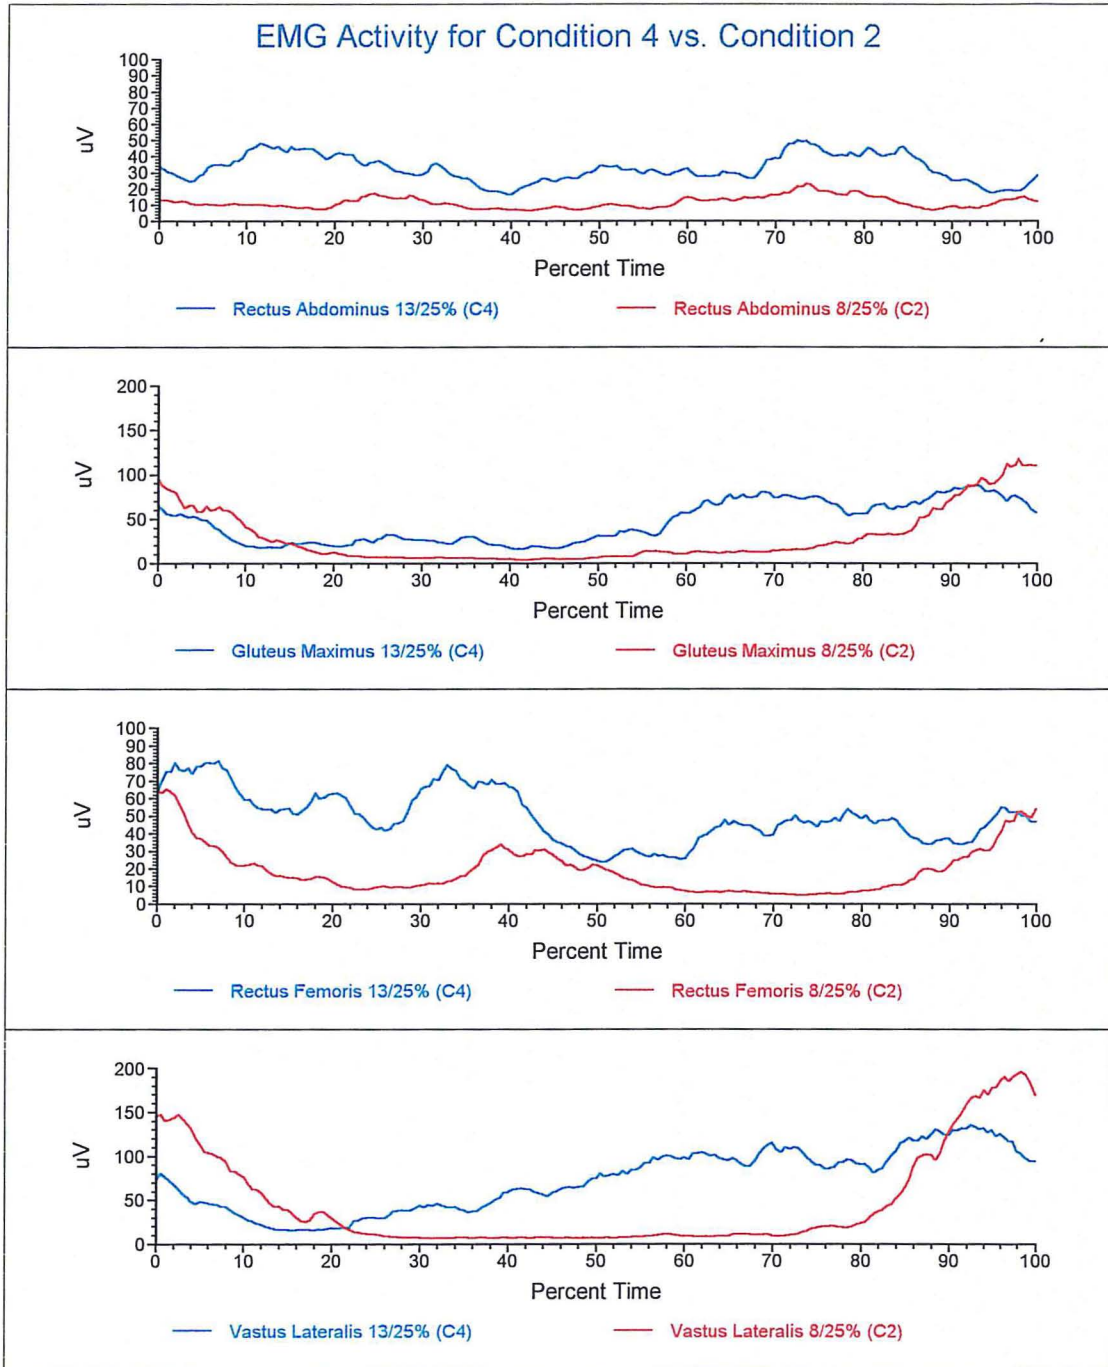 EMG Activity for Condition 4 vs. Condition 2
100
90
80
70
60
50
40
30
20
10
0
uV
0 10 20 30 40 50 60 70 80 90 100
Percent Time
Rectus Abdominus 13/25% (C4) Rectus Abdominus 8/25% (C2)
200
150
100
50
0
uV
0 10 20 30 40 50 60 70 80 90 100
Percent Time
Gluteus Maximus 13/25% (C4) Gluteus Maximus 8/25% (C2)
100
90
80
70
60
50
40
30
20
10
0
uV
0 10 20 30 40 50 60 70 80 90 100
Percent Time
Rectus Femoris 13/25% (C4) Rectus Femoris 8/25% (C2)
200
150
100
50
0
uV
0 10 20 30 40 50 60 70 80 90 100
Percent Time
Vastus Lateralis 13/25% (C4) Vastus Lateralis 8/25% (C2)